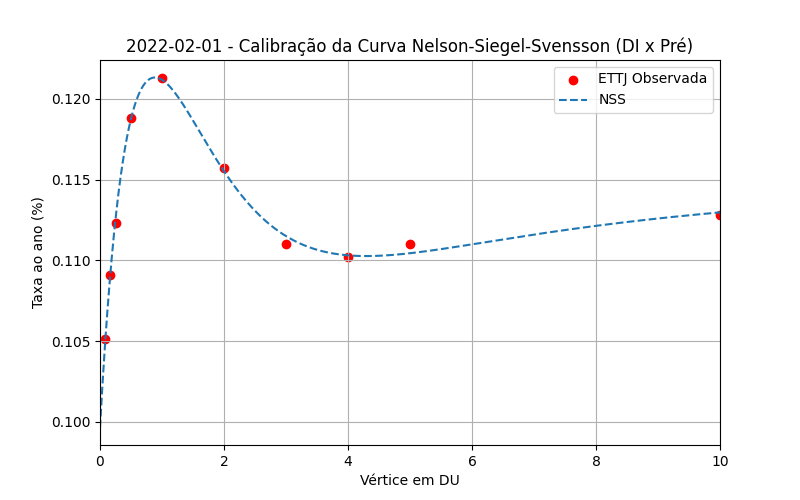 2022-02-01 - Calibração da Curva Nelson-Siegel-Svensson (DI x Pré)
ETTJ Observada
NSS
Taxa ao ano (%)
0.120
0.115
0.110
0.105
0.100
0 2 4 6 8 10
Vértice em DU